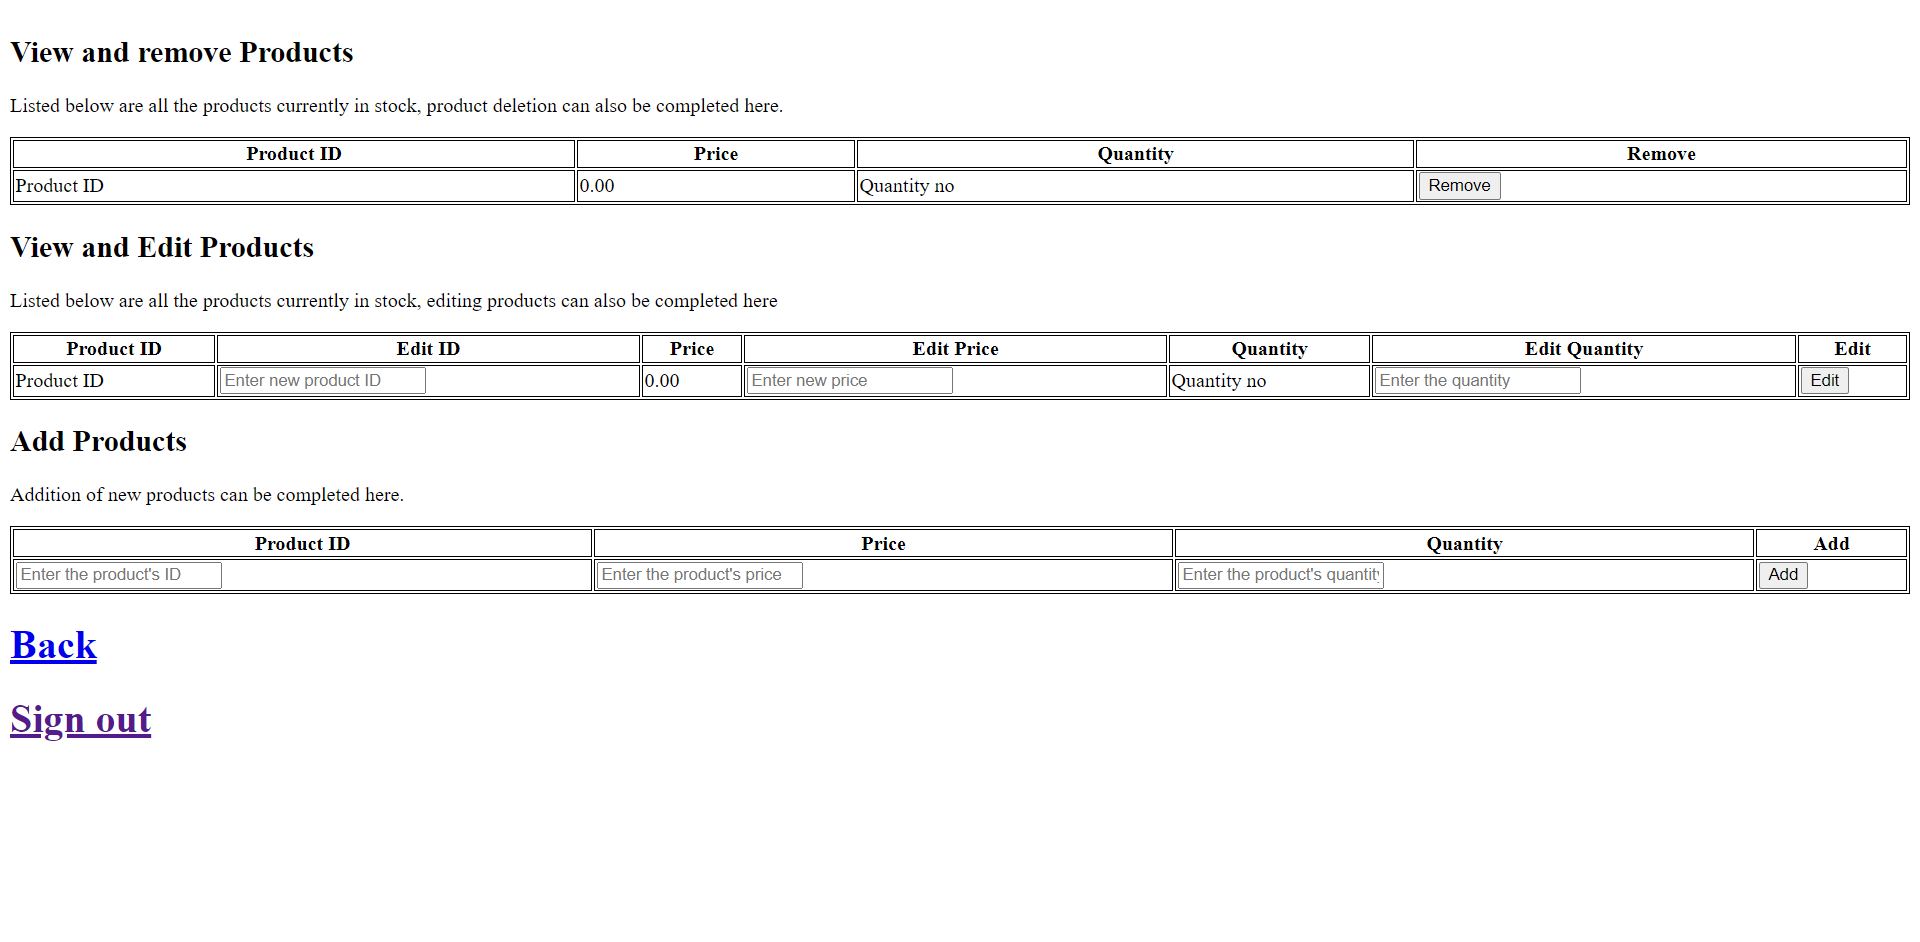 View and remove Products
Listed below are all the products currently in stock, product deletion can also be completed here.
Product ID Price Quantity Remove
Product ID 0.00 Quantity no Remove
View and Edit Products
Listed below are all the products currently in stock, editing products can also be completed here
Product ID Edit ID Price Edit Price Quantity Edit Quantity Edit
Product ID Enter new product ID 0.00 Enter new price Quantity no Enter the quantity Edit
Add Products
Addition of new products can be completed here.
Product ID Price Quantity Add
Enter the product's ID Enter the product's price Enter the product's quantity Add
Back
Sign out